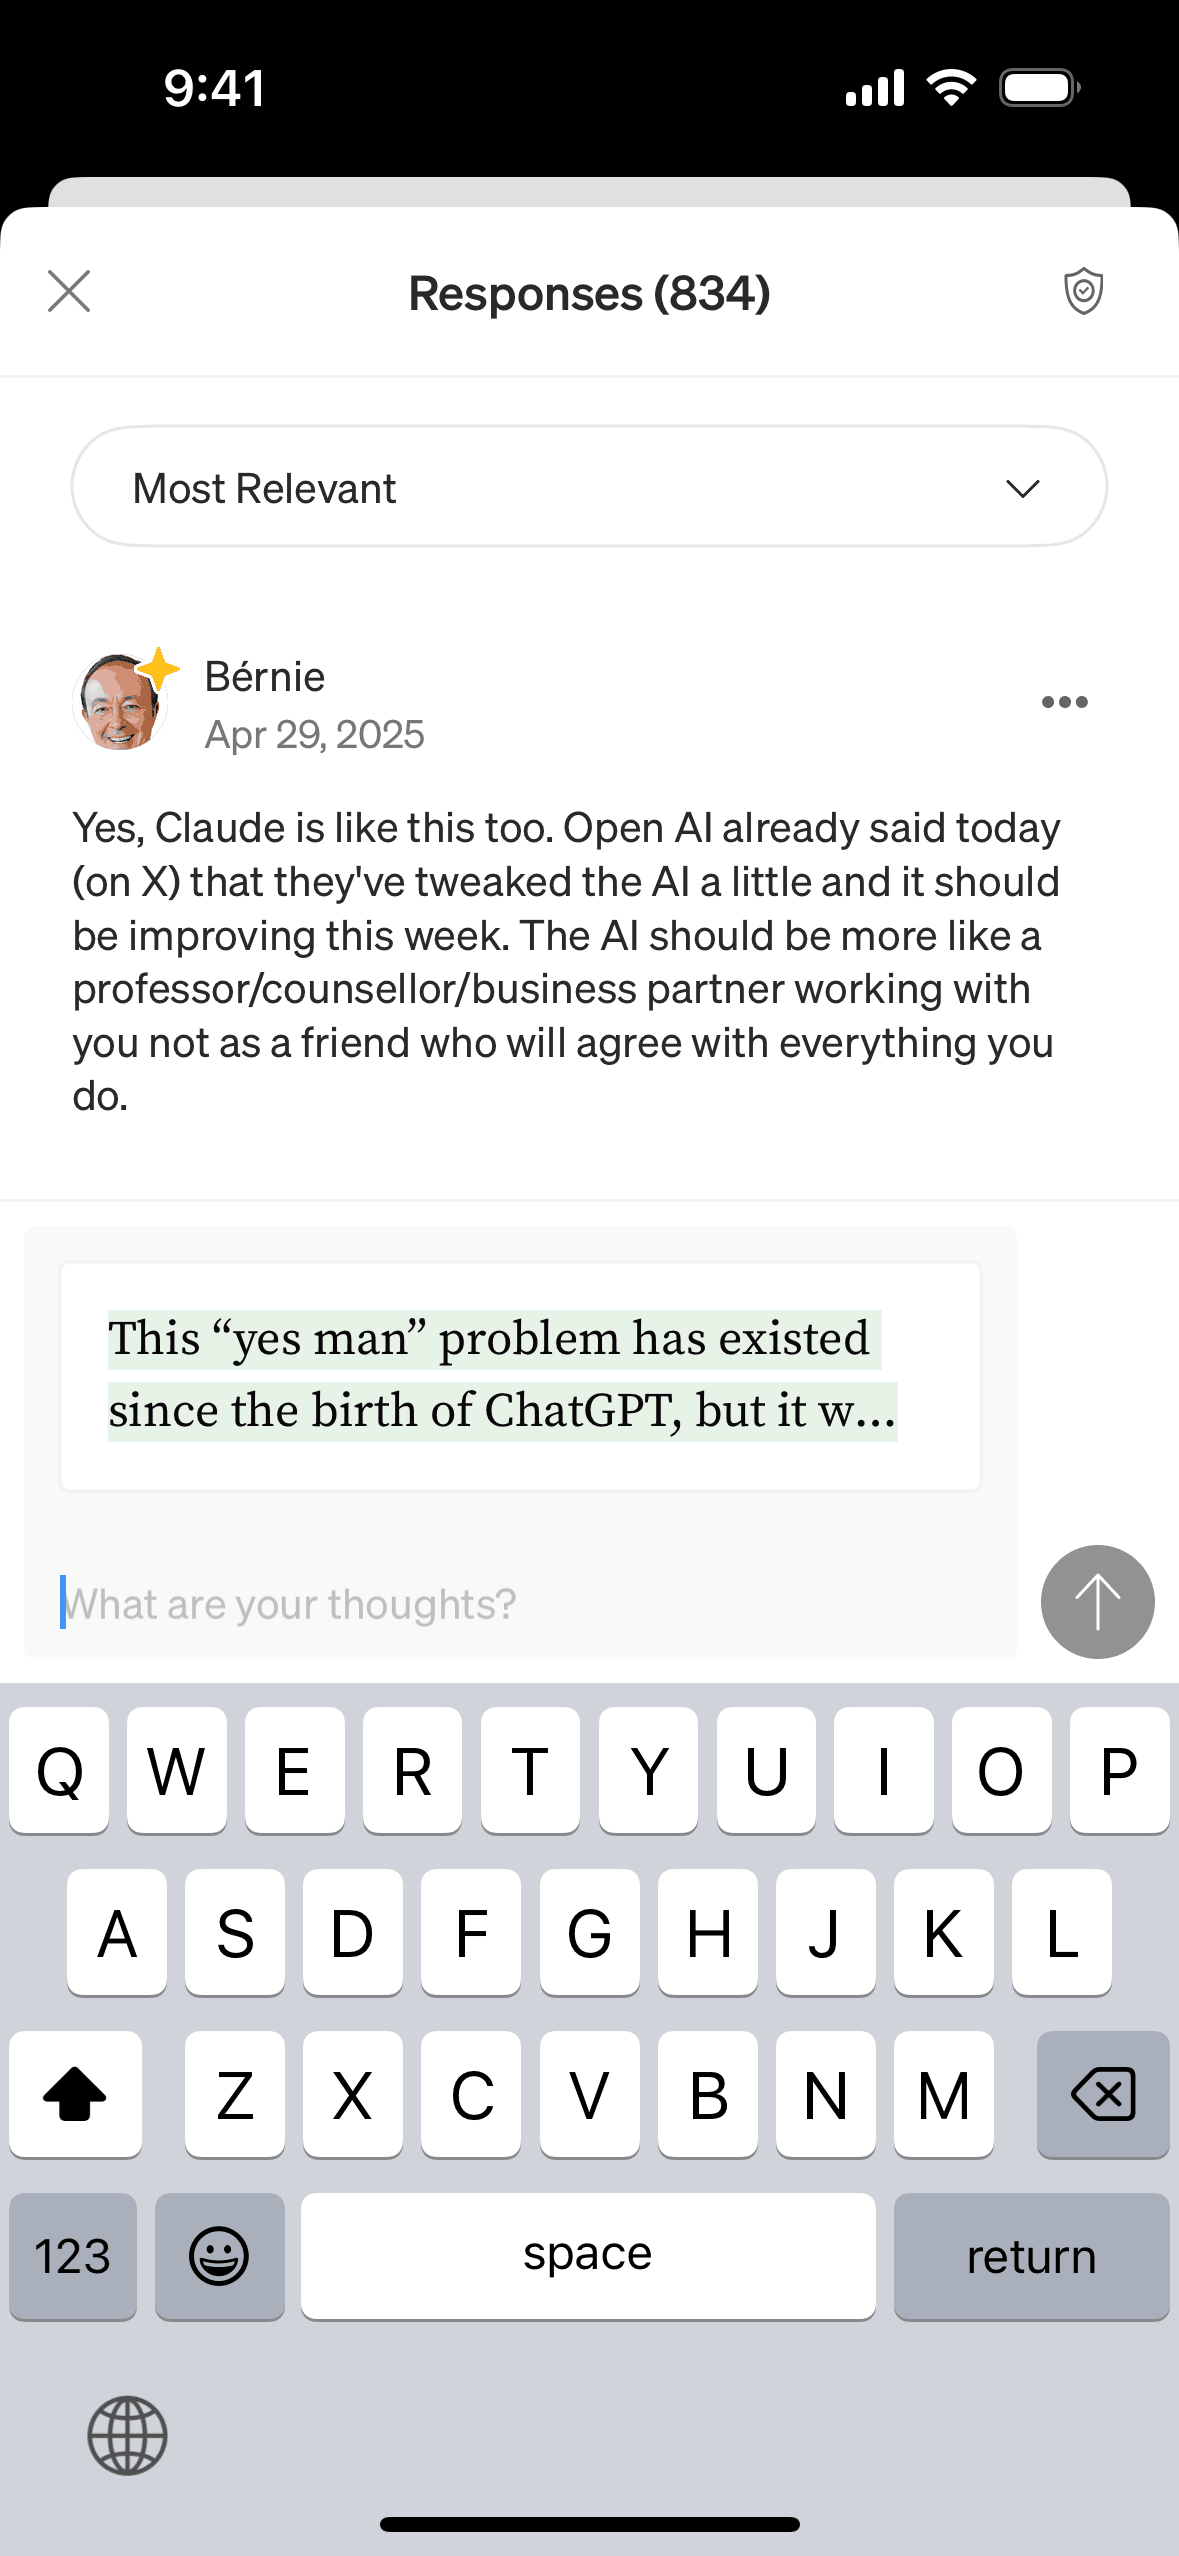 9:41
Responses (834)
Most Relevant
Bérnie
Apr 29, 2025
Yes, Claude is like this too. Open AI already said today
(on X) that they've tweaked the AI a little and it should
be improving this week. The AI should be more like a
professor/counsellor/business partner working with
you not as a friend who will agree with everything you
do.
This “yes man” problem has existed
since the birth of ChatGPT, but it w...
What are your thoughts?
Q W E R T Y U I O P
A S D F G H J K L
Z X C V B N M
123 space return